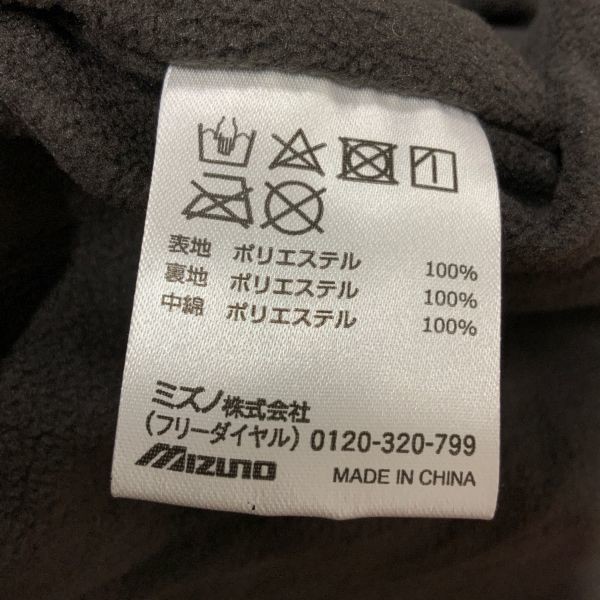 表地 ポリエステル 100%
裏地 ポリエステル 100%
中綿 ポリエステル 100%
ミズノ株式会社
(フリーダイヤル) 0120-320-799
MIZUNO MADE IN CHINA